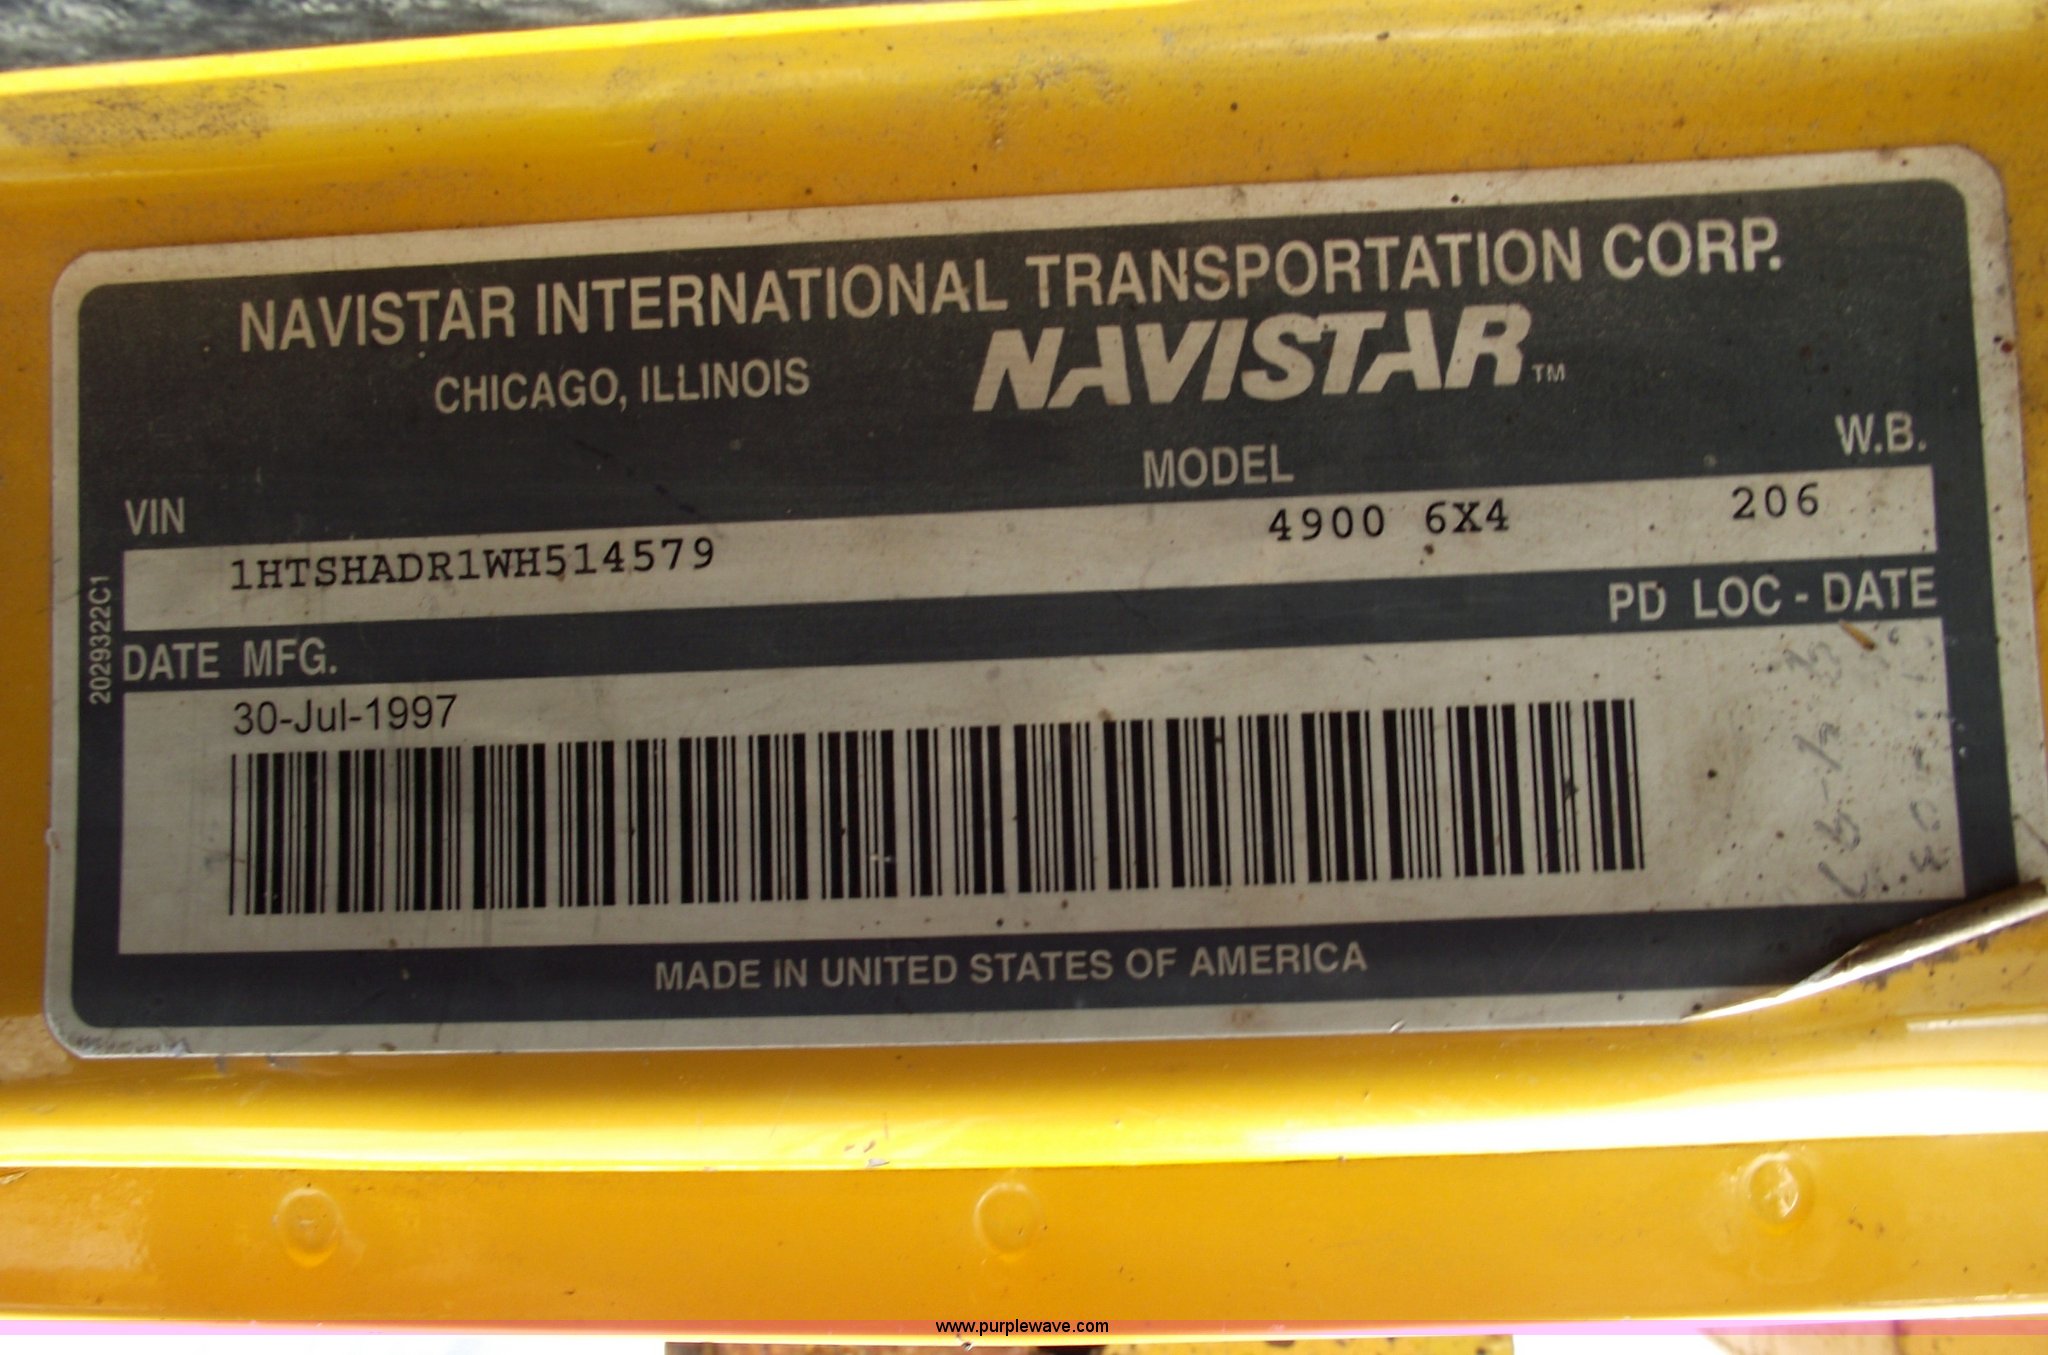 NAVISTAR INTERNATIONAL TRANSPORTATION CORP.
CHICAGO, ILLINOIS
NAVISTAR™
VIN
MODEL
W.B.
1HTSHADR1WH514579
4900 6X4
206
2029322C1
DATE MFG.
PD LOC - DATE
30-Jul-1997
MADE IN UNITED STATES OF AMERICA
www.purplewave.com